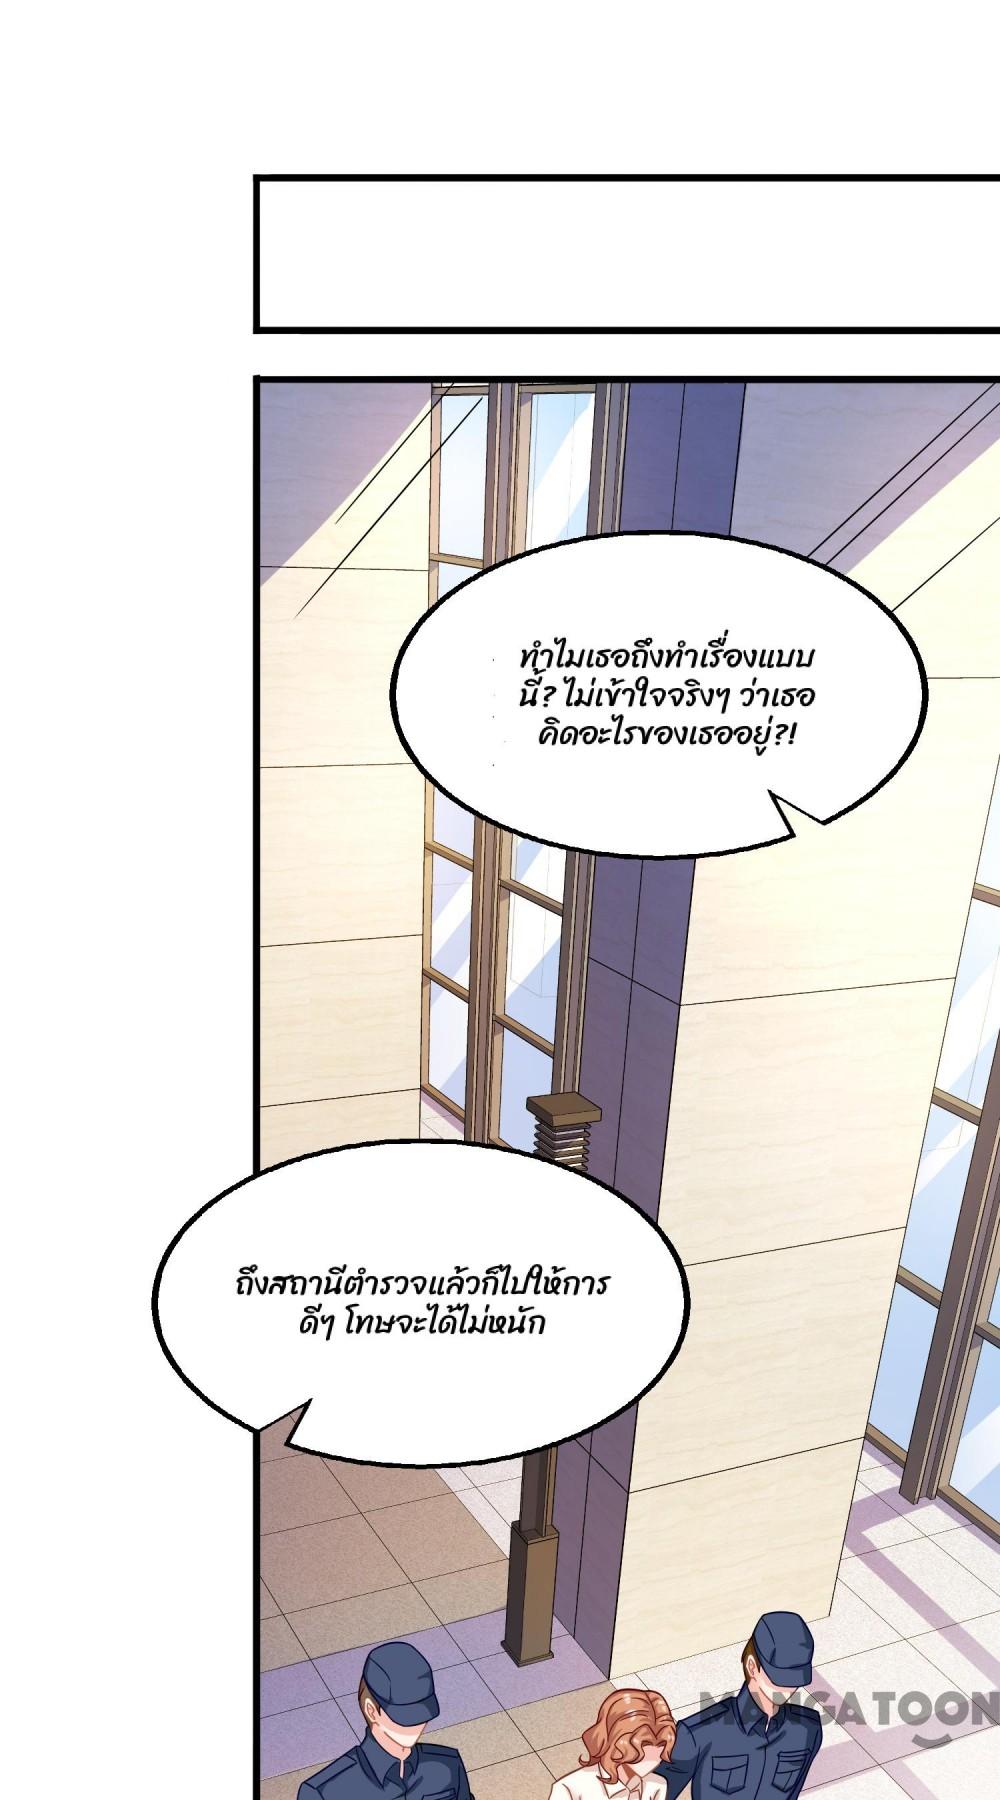 ทำไมเธอถึงทำเรื่องแบบ
นี้? ไม่เข้าใจจริงๆ ว่าเธอ
คิดอะไรของเธออยู่?!
ถึงสถานีตำรวจแล้วก็ไปให้การ
ดีๆ โทษจะได้ไม่หนัก
MANGATOON